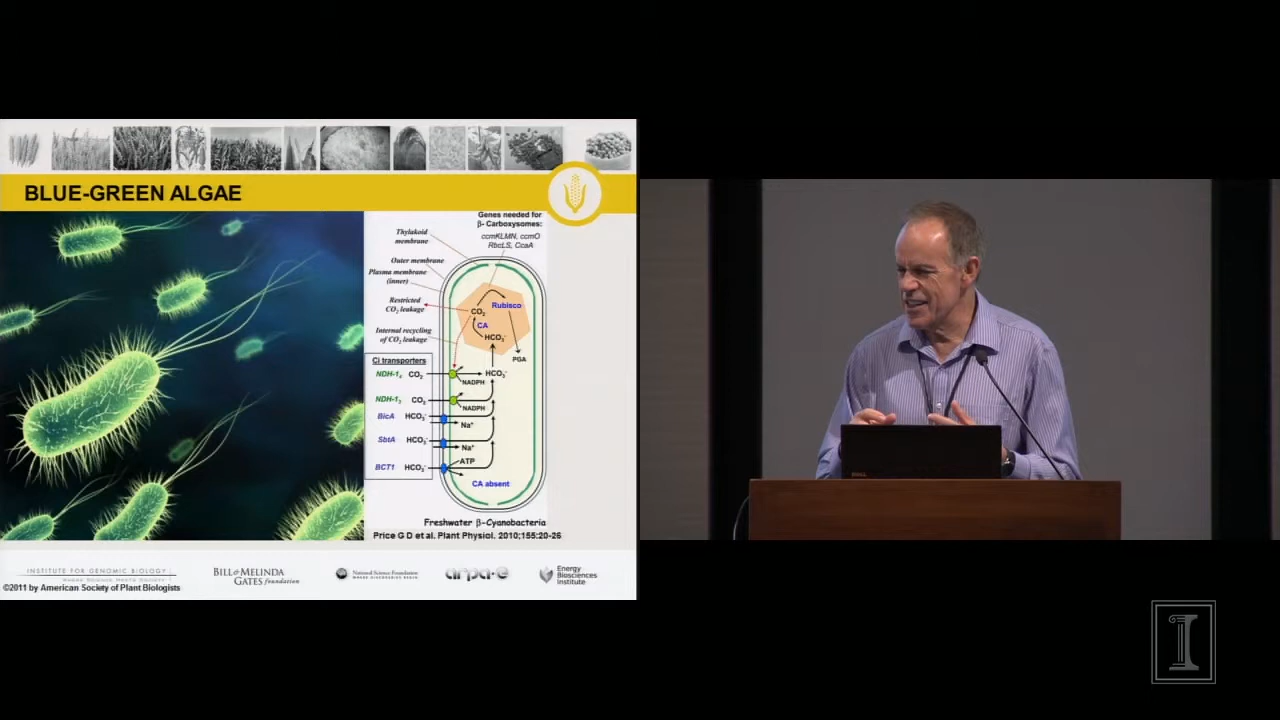 BLUE-GREEN ALGAE
Genes needed for
β- Carboxysomes:
ccmKLMN, ccmO
RbcLS, CcaA
Thylakoid
membrane
Outer membrane
Plasma membrane
(inner)
Restricted
CO₂ leakage
Internal recycling
of CO₂ leakage
Rubisco
CO₂
CA
HCO₃⁻
PGA
Ci transporters
NDH-1₄ CO₂
HCO₃⁻
NADPH
NDH-1₃ CO₂
NADPH
BicA HCO₃⁻
Na⁺
SbtA HCO₃⁻
Na⁺
BCT1 HCO₃⁻
ATP
CA absent
Freshwater β-Cyanobacteria
Price G D et al. Plant Physiol. 2010;155:20-26
INSTITUTE FOR GENOMIC BIOLOGY
BILL & MELINDA
GATES foundation
National Science Foundation
WHERE DISCOVERIES BEGIN
arpa·e
Energy
Biosciences
Institute
©2011 by American Society of Plant Biologists
DELL
I